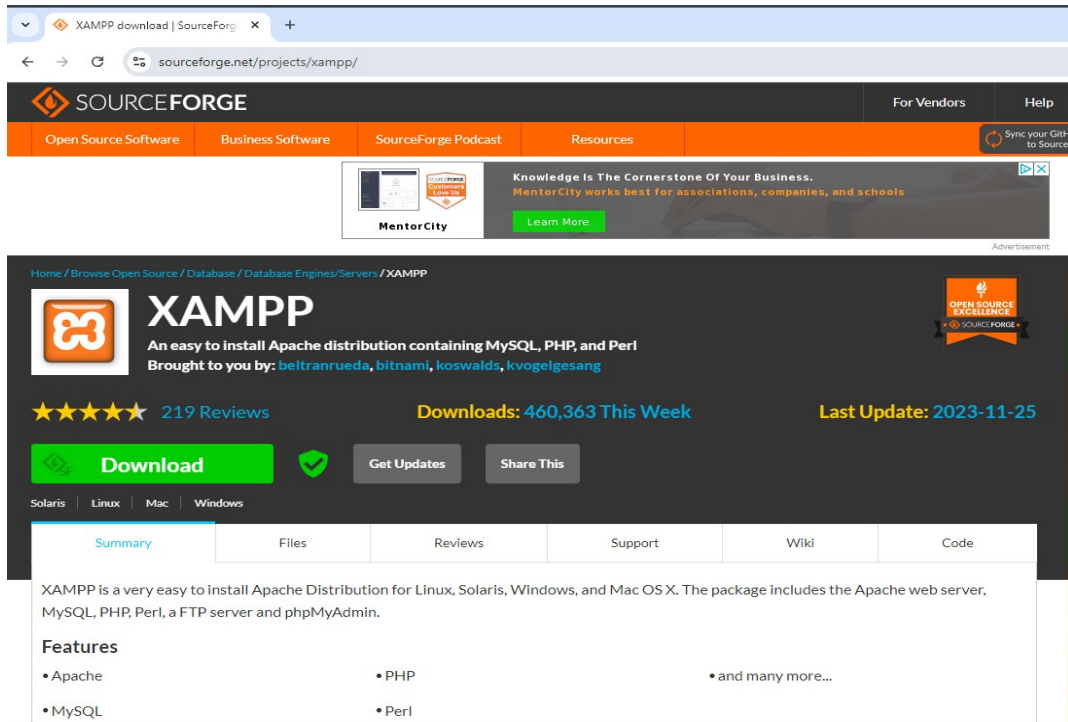 XAMPP download | SourceForg
sourceforge.net/projects/xampp/
SOURCEFORGE
For Vendors
Help
Open Source Software
Business Software
SourceForge Podcast
Resources
Sync your GitH
to Source
Customers
Love Us
MentorCity
Knowledge Is The Cornerstone Of Your Business.
MentorCity works best for associations, companies, and schools
Learn More
Advertisement
Home / Browse Open Source / Database / Database Engines/Servers / XAMPP
XAMPP
An easy to install Apache distribution containing MySQL, PHP, and Perl
Brought to you by: beltranrueda, bitnami, koswalds, kvogelgesang
OPEN SOURCE
EXCELLENCE
SOURCEFORGE
219 Reviews
Downloads: 460,363 This Week
Last Update: 2023-11-25
Download
Get Updates
Share This
Solaris | Linux | Mac | Windows
Summary
Files
Reviews
Support
Wiki
Code
XAMPP is a very easy to install Apache Distribution for Linux, Solaris, Windows, and Mac OS X. The package includes the Apache web server,
MySQL, PHP, Perl, a FTP server and phpMyAdmin.
Features
• Apache
• PHP
• and many more...
• MySQL
• Perl